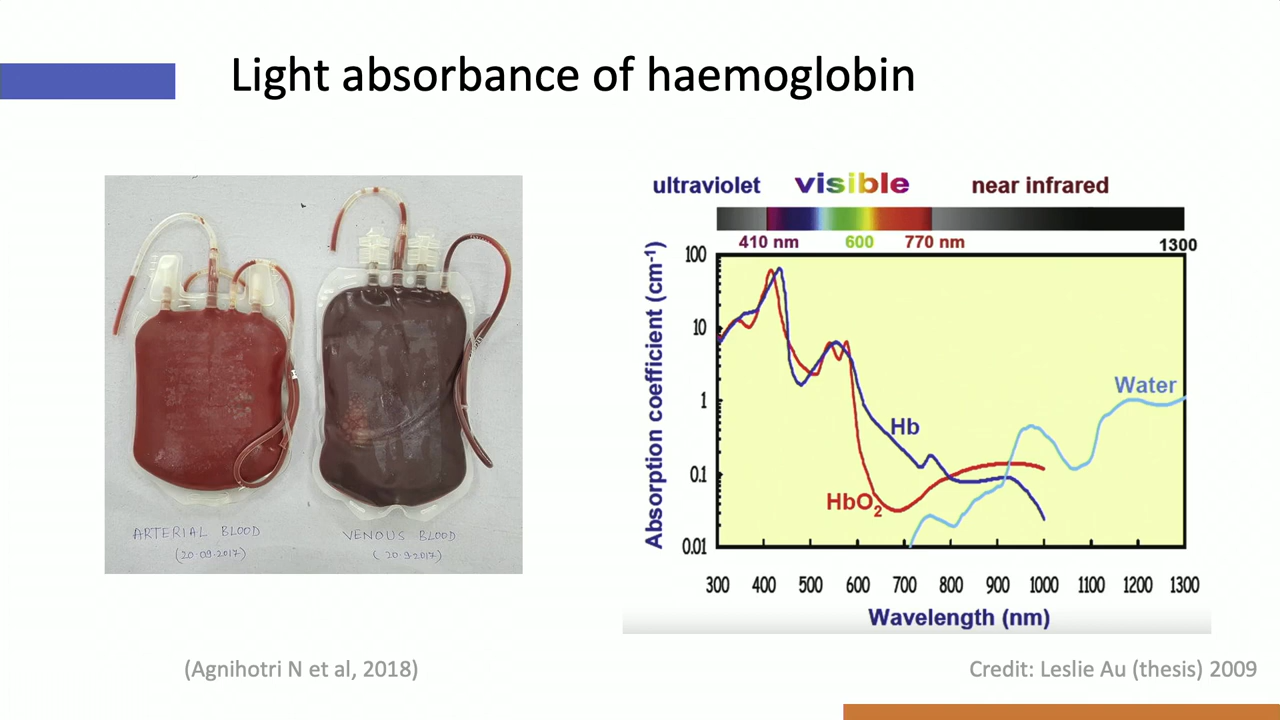 Light absorbance of haemoglobin
ARTERIAL BLOOD
(20-09-2017)
VENOUS BLOOD
(20-9-2017)
(Agnihotri N et al, 2018)
ultraviolet visible near infrared
410 nm 600 770 nm 1300
Absorption coefficient (cm-1)
100
10
1
0.1
0.01
Hb
HbO2
Water
300 400 500 600 700 800 900 1000 1100 1200 1300
Wavelength (nm)
Credit: Leslie Au (thesis) 2009